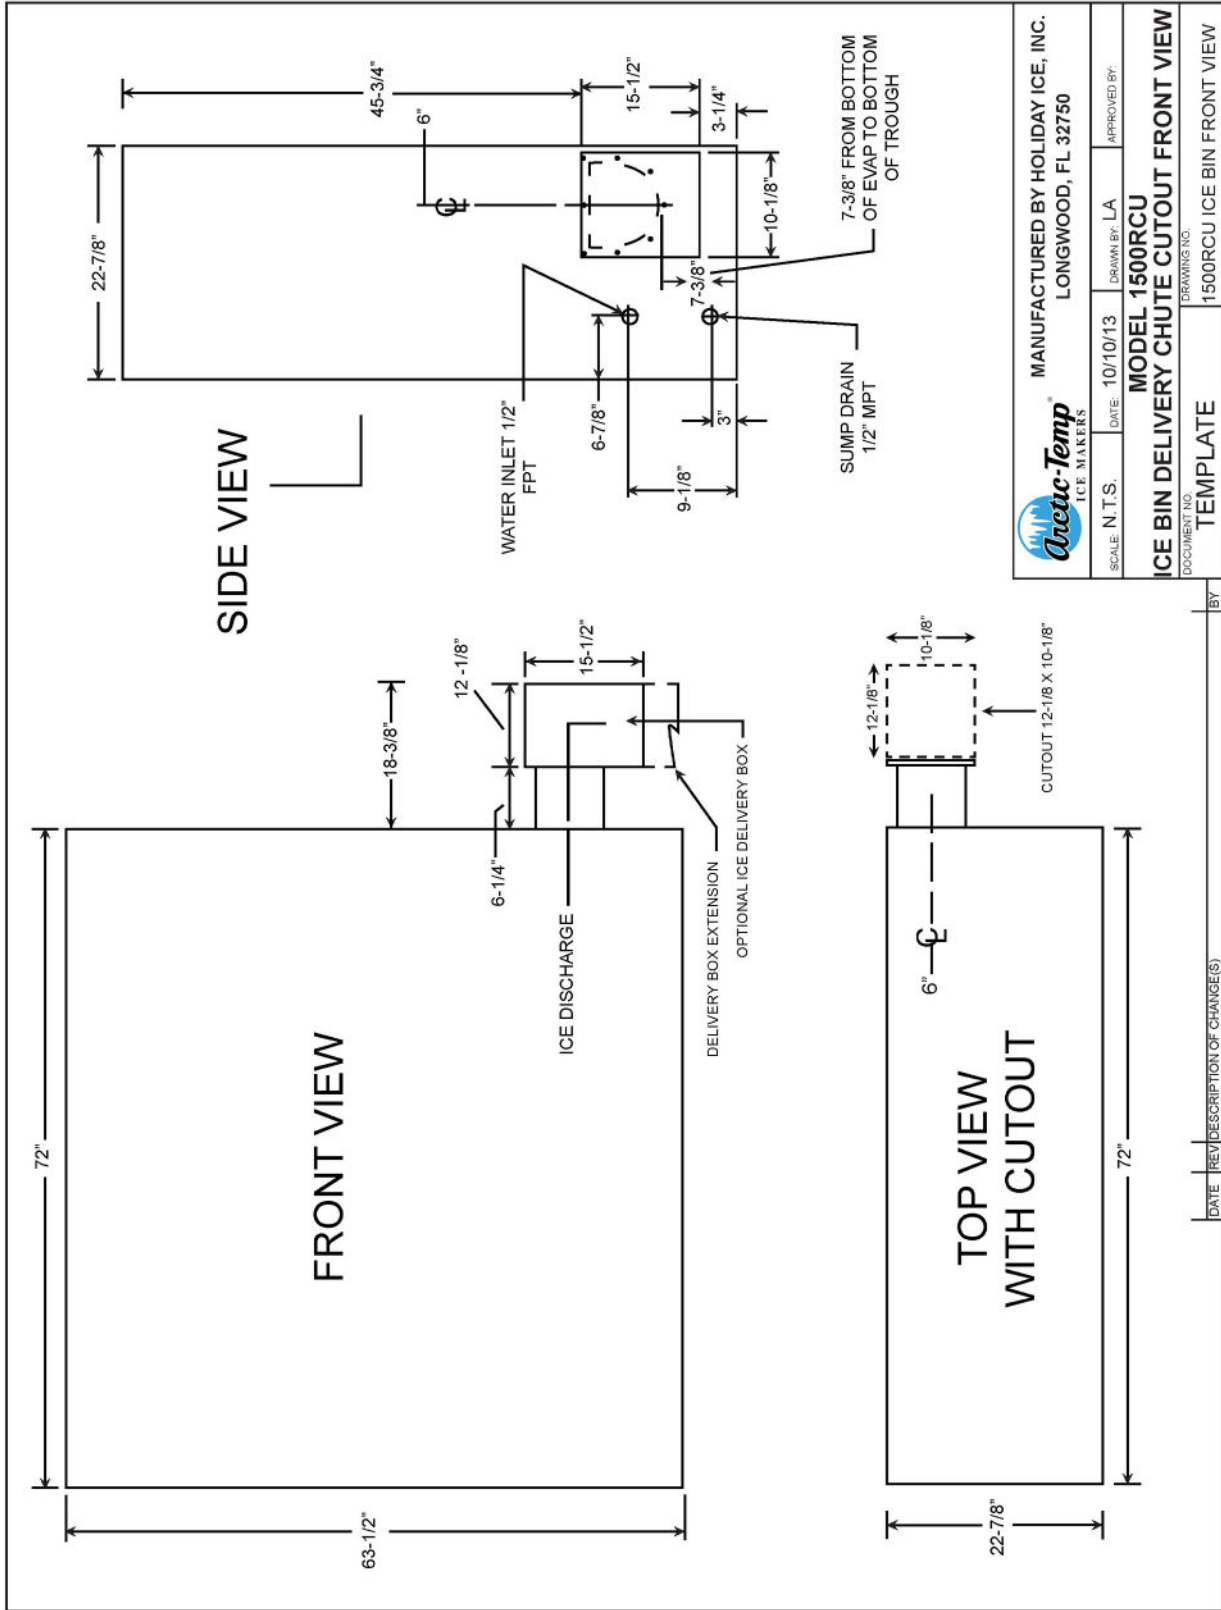 72"
FRONT VIEW
63-1/2"
18-3/8"
12 -1/8"
6-1/4"
15-1/2"
ICE DISCHARGE
DELIVERY BOX EXTENSION
OPTIONAL ICE DELIVERY BOX
SIDE VIEW
22-7/8"
45-3/4"
6"
CL
15-1/2"
3-1/4"
10-1/8"
WATER INLET 1/2"
FPT
6-7/8"
7-3/8"
9-1/8"
3"
SUMP DRAIN
1/2" MPT
7-3/8" FROM BOTTOM
OF EVAP TO BOTTOM
OF TROUGH
TOP VIEW
WITH CUTOUT
6"
CL
12-1/8"
10-1/8"
CUTOUT 12-1/8 X 10-1/8"
72"
22-7/8"
Arctic-Temp®
ICE MAKERS
MANUFACTURED BY HOLIDAY ICE, INC.
LONGWOOD, FL 32750
SCALE: N.T.S. DATE: 10/10/13 DRAWN BY: LA APPROVED BY:
MODEL 1500RCU
ICE BIN DELIVERY CHUTE CUTOUT FRONT VIEW
DOCUMENT NO. DRAWING NO.
TEMPLATE 1500RCU ICE BIN FRONT VIEW
DATE REV DESCRIPTION OF CHANGE(S) BY